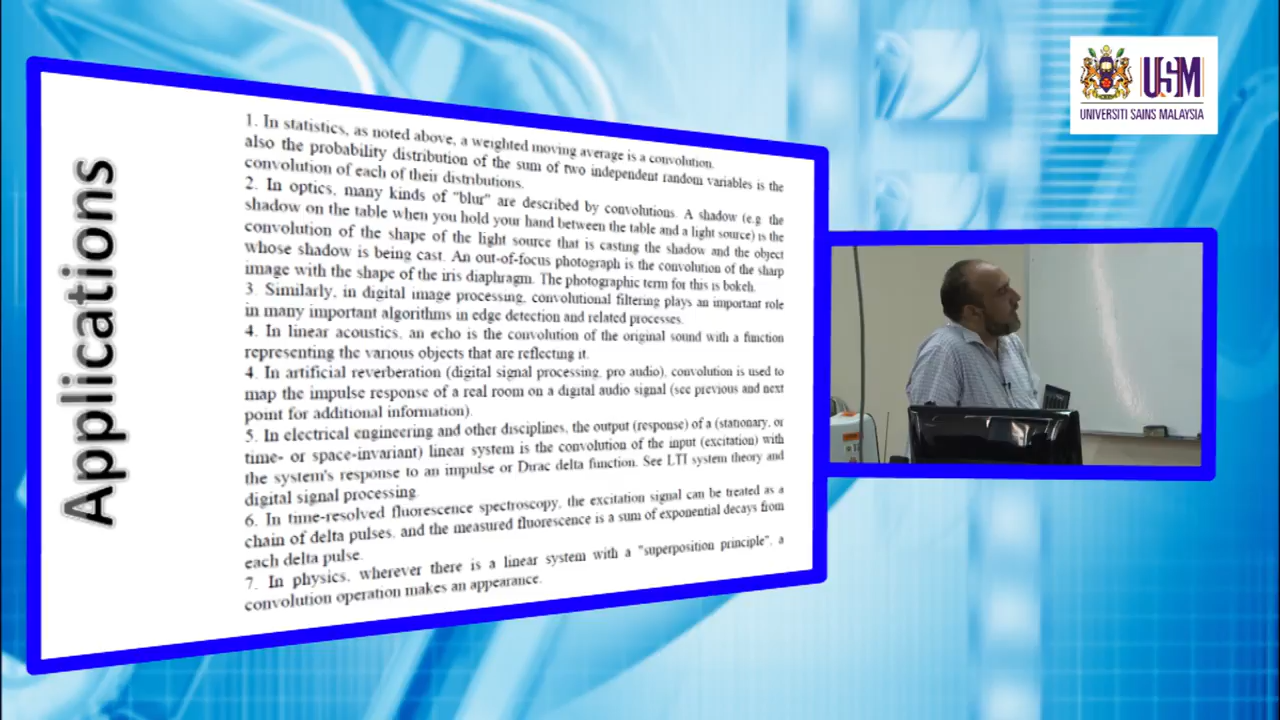 Applications
1. In statistics, as noted above, a weighted moving average is a convolution.
also the probability distribution of the sum of two independent random variables is the
convolution of each of their distributions.
2. In optics, many kinds of "blur" are described by convolutions. A shadow (e.g. the
shadow on the table when you hold your hand between the table and a light source) is the
convolution of the shape of the light source that is casting the shadow and the object
whose shadow is being cast. An out-of-focus photograph is the convolution of the sharp
image with the shape of the iris diaphragm. The photographic term for this is bokeh.
3. Similarly, in digital image processing, convolutional filtering plays an important role
in many important algorithms in edge detection and related processes.
4. In linear acoustics, an echo is the convolution of the original sound with a function
representing the various objects that are reflecting it.
4. In artificial reverberation (digital signal processing, pro audio), convolution is used to
map the impulse response of a real room on a digital audio signal (see previous and next
point for additional information).
5. In electrical engineering and other disciplines, the output (response) of a (stationary, or
time- or space-invariant) linear system is the convolution of the input (excitation) with
the system's response to an impulse or Dirac delta function. See LTI system theory and
digital signal processing.
6. In time-resolved fluorescence spectroscopy, the excitation signal can be treated as a
chain of delta pulses, and the measured fluorescence is a sum of exponential decays from
each delta pulse.
7. In physics, wherever there is a linear system with a "superposition principle", a
convolution operation makes an appearance.
USM
UNIVERSITI SAINS MALAYSIA